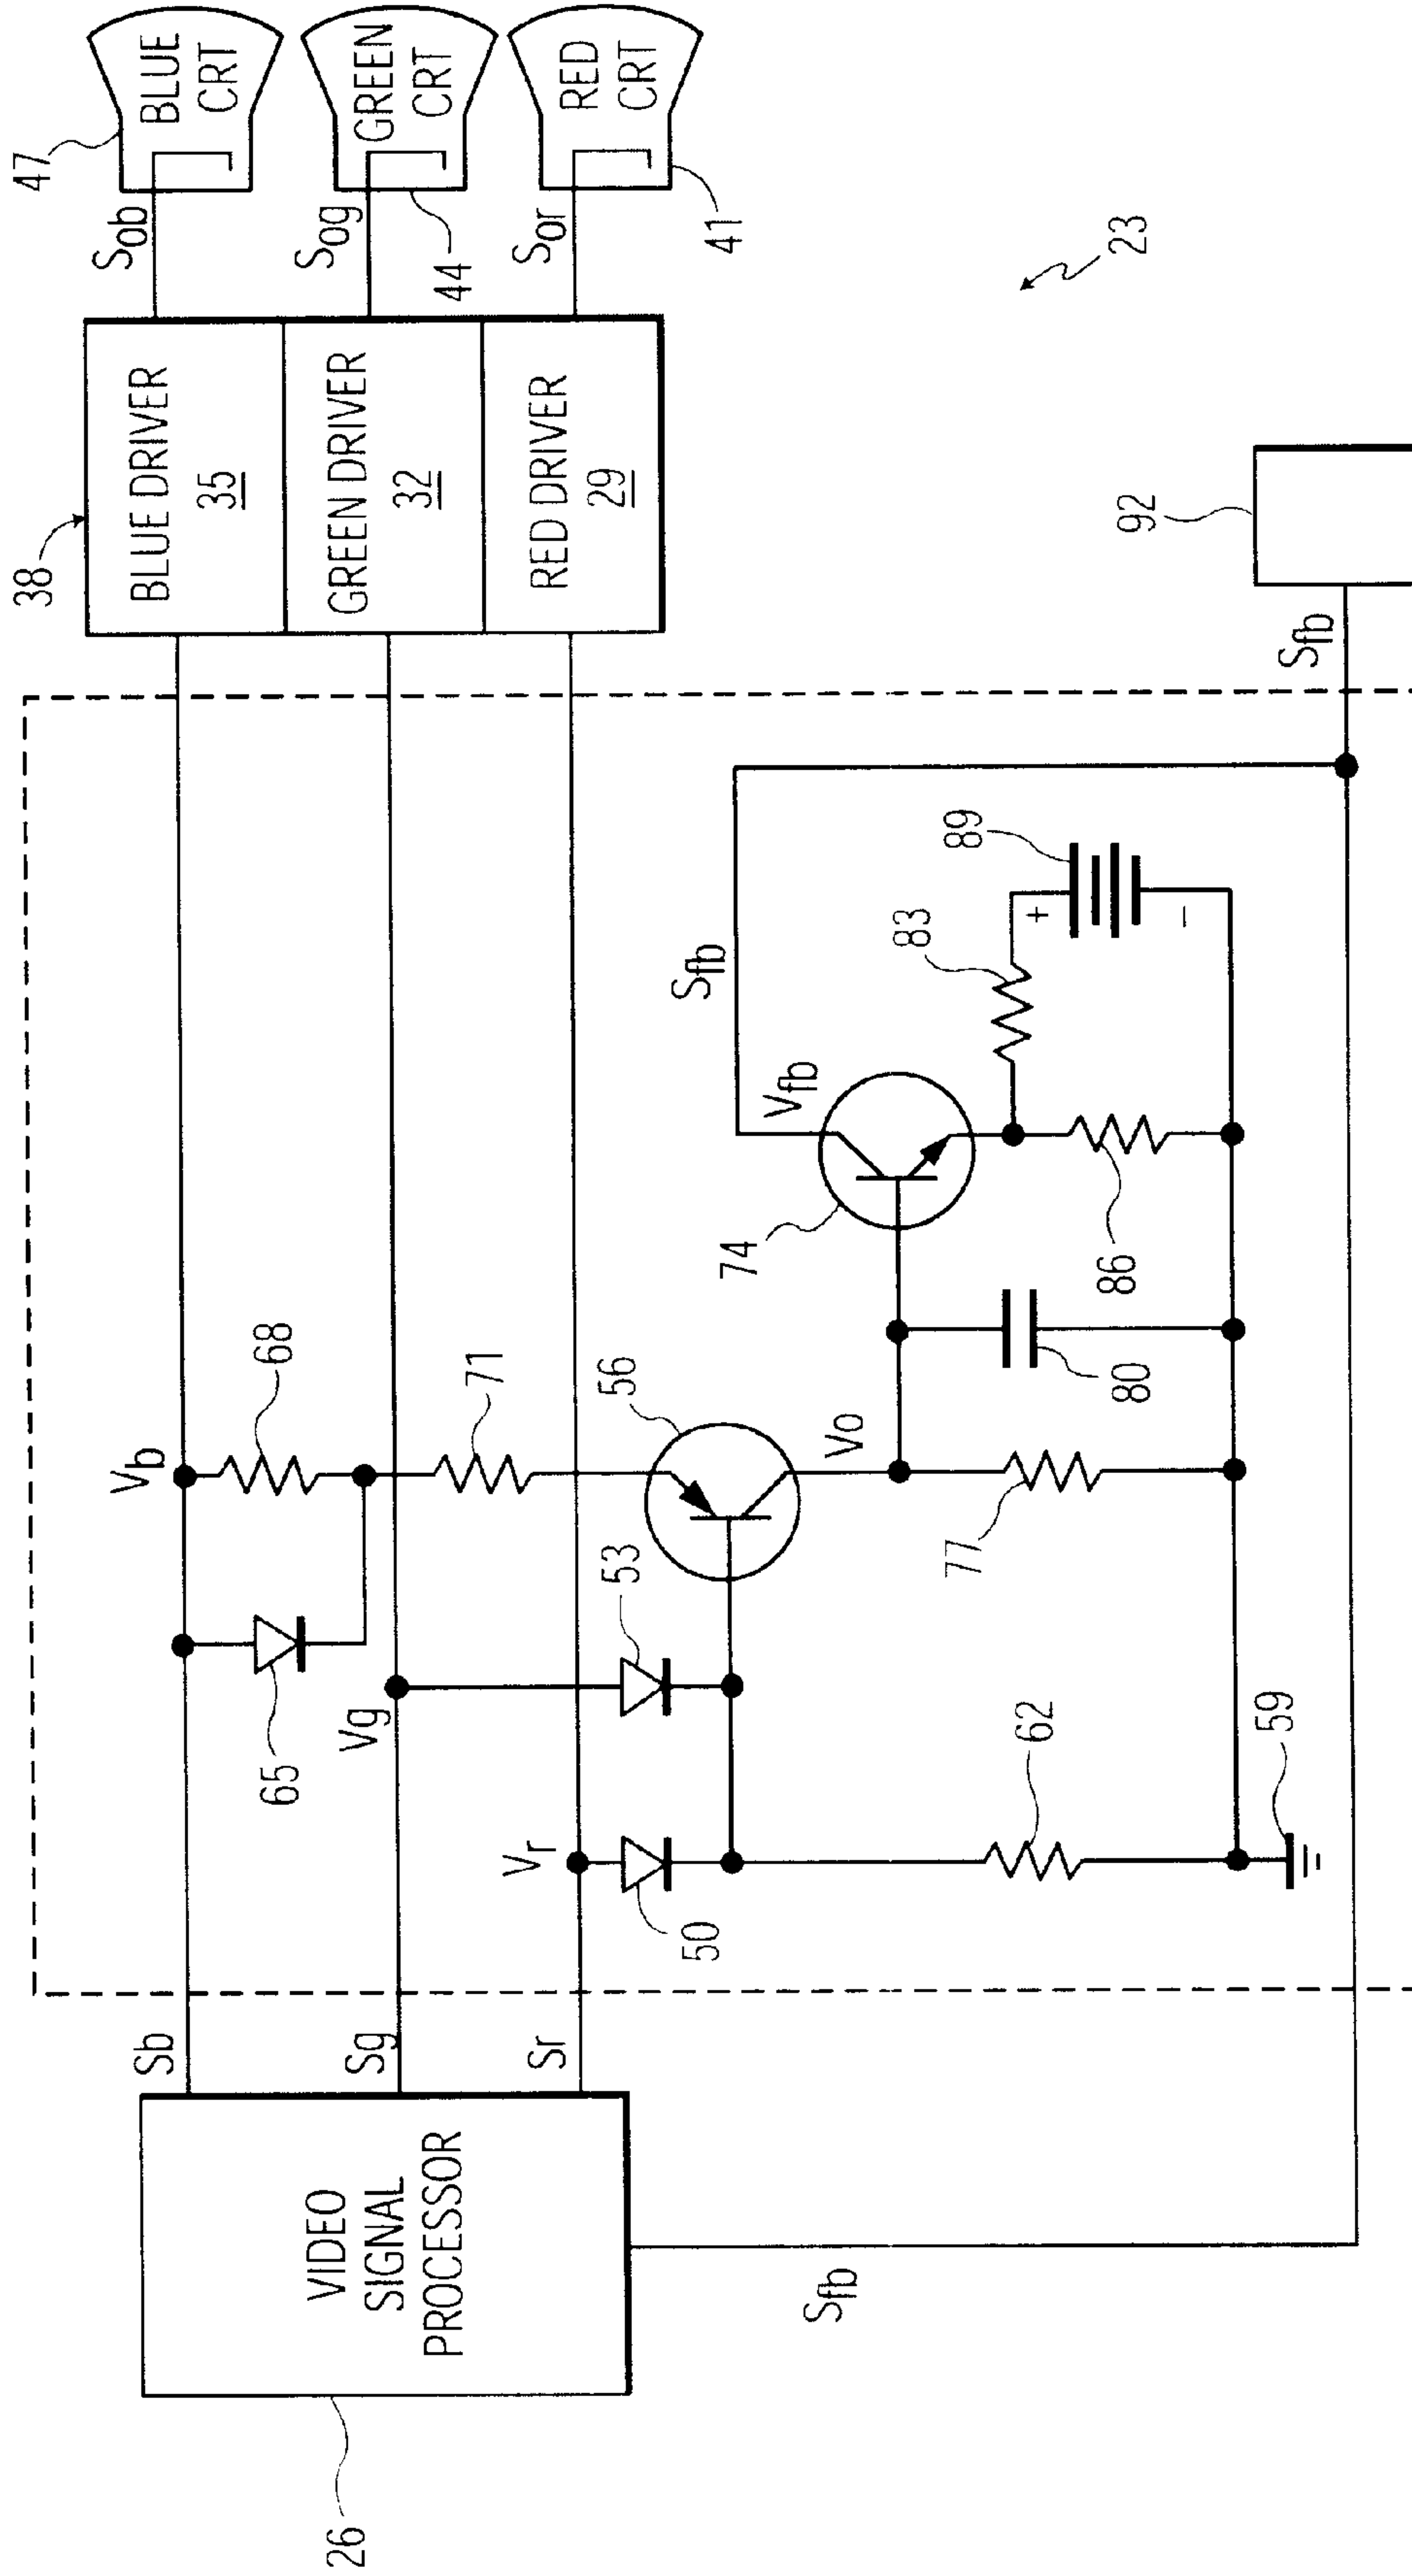 38
47
BLUE DRIVER
35
GREEN DRIVER
32
RED DRIVER
29
Sob
Sog
Sor
BLUE
CRT
GREEN
CRT
RED
CRT
44
41
23
26
VIDEO
SIGNAL
PROCESSOR
Sb
Sg
Sr
Sfb
Vb
65
68
Vg
71
Vr
50
53
56
62
59
Vo
77
80
74
Vfb
Sfb
86
83
89
+
−
Sfb
92